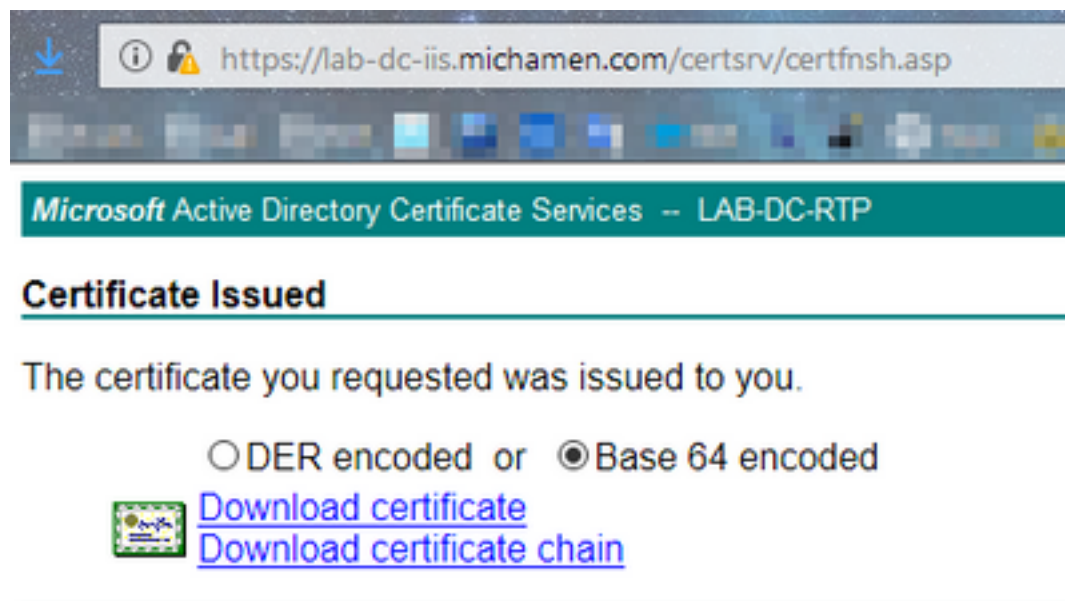 https://lab-dc-iis.michamen.com/certsrv/certfnsh.asp
Microsoft Active Directory Certificate Services -- LAB-DC-RTP
Certificate Issued
The certificate you requested was issued to you.
DER encoded or Base 64 encoded
Download certificate
Download certificate chain